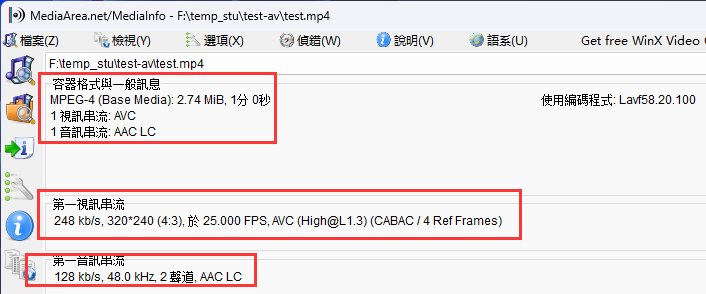 MediaArea.net/MediaInfo - F:\temp_stu\test-av\test.mp4
檔案(Z) 檢視(Y) 選項(X) 偵錯(W) 說明(V) 語系(U) Get free WinX Video C
F:\temp_stu\test-av\test.mp4
容器格式與一般訊息
MPEG-4 (Base Media): 2.74 MiB, 1分 0秒 使用編碼程式: Lavf58.20.100
1 視訊串流: AVC
1 音訊串流: AAC LC
第一視訊串流
248 kb/s, 320*240 (4:3), 於 25.000 FPS, AVC (High@L1.3) (CABAC / 4 Ref Frames)
第一音訊串流
128 kb/s, 48.0 kHz, 2 聲道, AAC LC